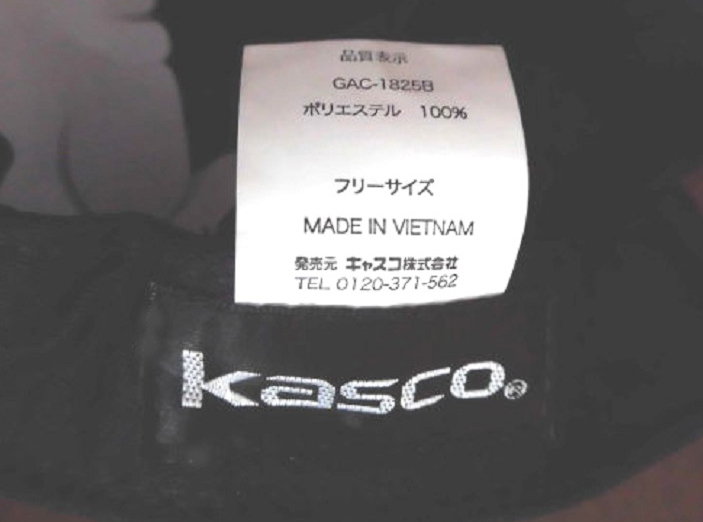 品質表示
GAC-1825B
ポリエステル 100%
フリーサイズ
MADE IN VIETNAM
発売元 キャスコ株式会社
TEL 0120-371-562
kasco®